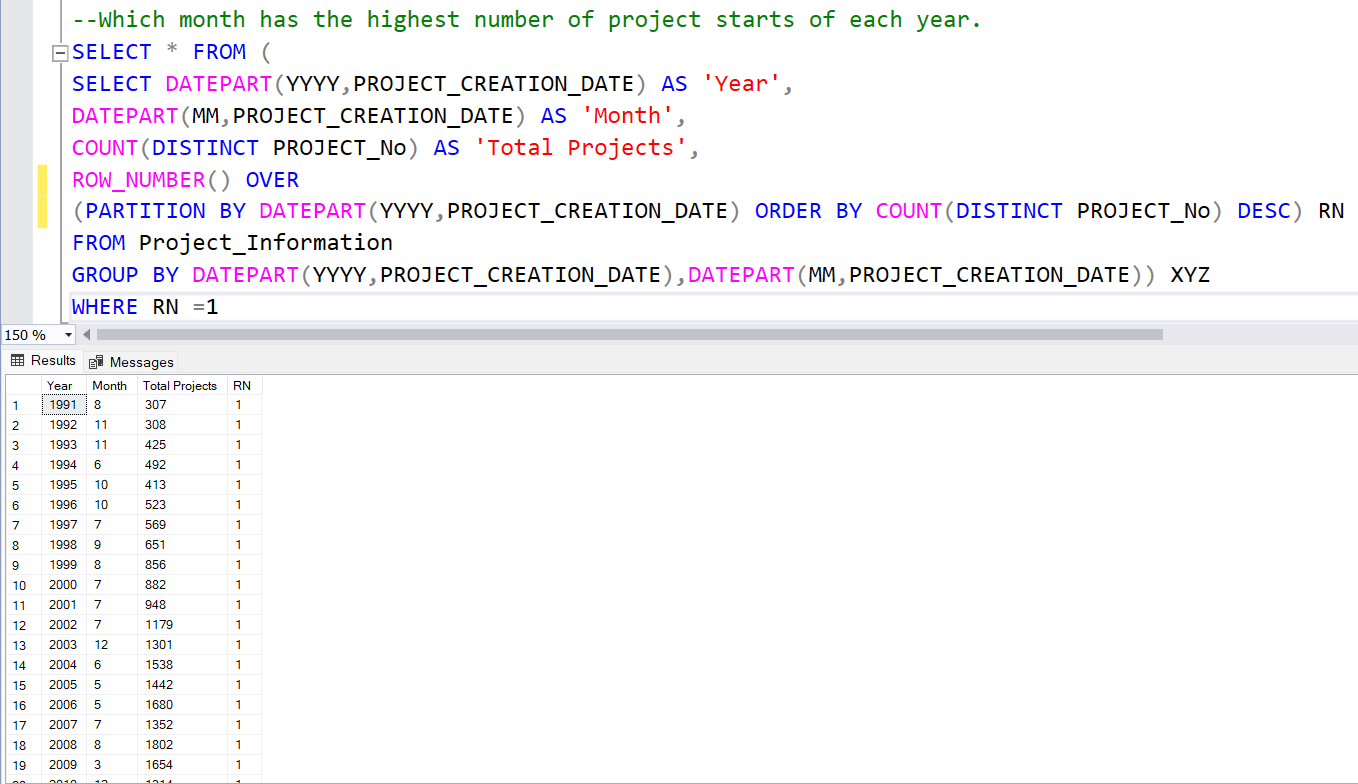 --Which month has the highest number of project starts of each year.
SELECT * FROM (
SELECT DATEPART(YYYY,PROJECT_CREATION_DATE) AS 'Year',
DATEPART(MM,PROJECT_CREATION_DATE) AS 'Month',
COUNT(DISTINCT PROJECT_No) AS 'Total Projects',
ROW_NUMBER() OVER
(PARTITION BY DATEPART(YYYY,PROJECT_CREATION_DATE) ORDER BY COUNT(DISTINCT PROJECT_No) DESC) RN
FROM Project_Information
GROUP BY DATEPART(YYYY,PROJECT_CREATION_DATE),DATEPART(MM,PROJECT_CREATION_DATE)) XYZ
WHERE RN =1
150 %
Results Messages
Year Month Total Projects RN
1 1991 8 307 1
2 1992 11 308 1
3 1993 11 425 1
4 1994 6 492 1
5 1995 10 413 1
6 1996 10 523 1
7 1997 7 569 1
8 1998 9 651 1
9 1999 8 856 1
10 2000 7 882 1
11 2001 7 948 1
12 2002 7 1179 1
13 2003 12 1301 1
14 2004 6 1538 1
15 2005 5 1442 1
16 2006 5 1680 1
17 2007 7 1352 1
18 2008 8 1802 1
19 2009 3 1654 1